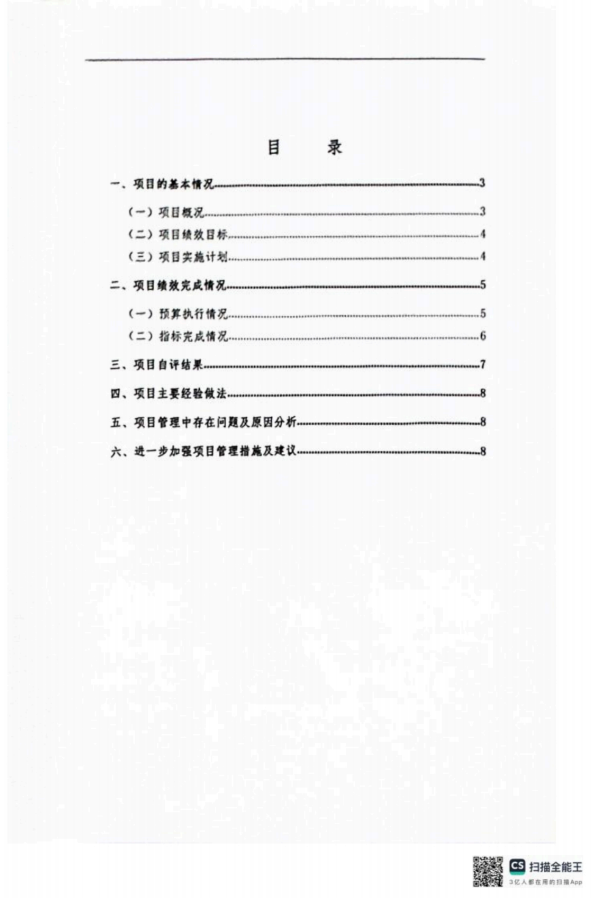 目 录
一、项目的基本情况........................3
（一）项目概况........................3
（二）项目绩效目标........................4
（三）项目实施计划........................4
二、项目绩效完成情况........................5
（一）预算执行情况........................5
（二）指标完成情况........................6
三、项目自评结果........................7
四、项目主要经验做法........................8
五、项目管理中存在问题及原因分析........................8
六、进一步加强项目管理措施及建议........................8
CS 扫描全能王
3亿人都在用的扫描App